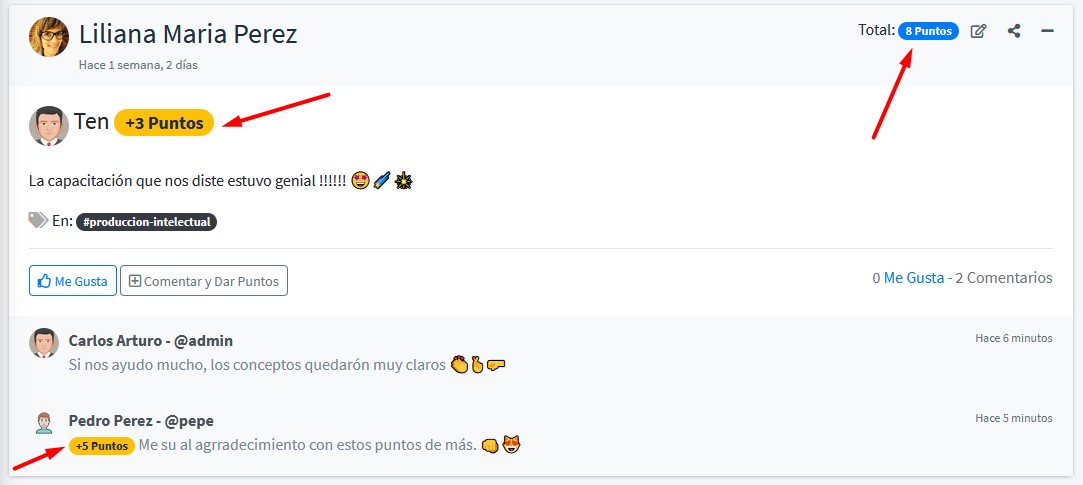 Liliana Maria Perez
Total: 8 Puntos
Hace 1 semana, 2 días
Ten +3 Puntos
La capacitación que nos diste estuvo genial !!!!!! 🤩
En: #produccion-intelectual
Me Gusta Comentar y Dar Puntos
0 Me Gusta - 2 Comentarios
Carlos Arturo - @admin
Hace 6 minutos
Si nos ayudo mucho, los conceptos quedarón muy claros
Pedro Perez - @pepe
Hace 5 minutos
+5 Puntos Me su al agrradecimiento con estos puntos de más.